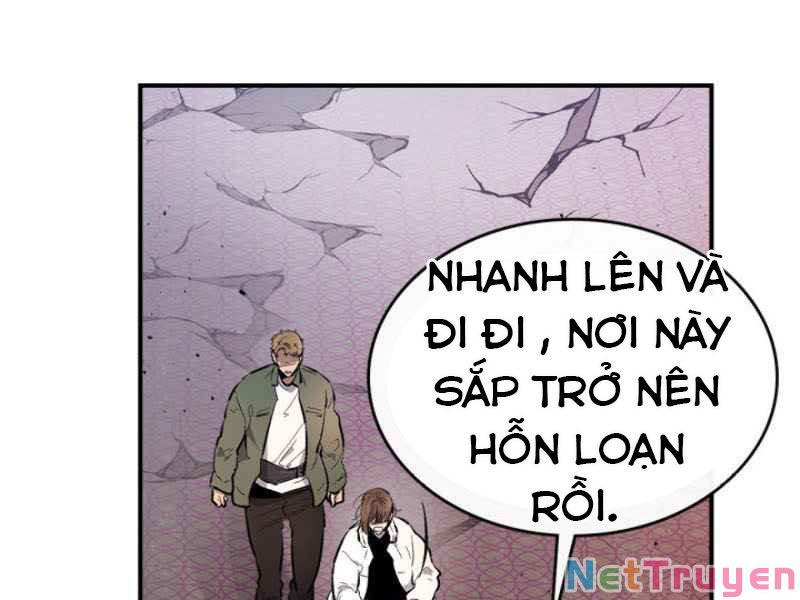 NHANH LÊN VÀ
ĐI ĐI , NƠI NÀY
SẮP TRỞ NÊN
HỖN LOẠN
RỒI.
NetTruyen